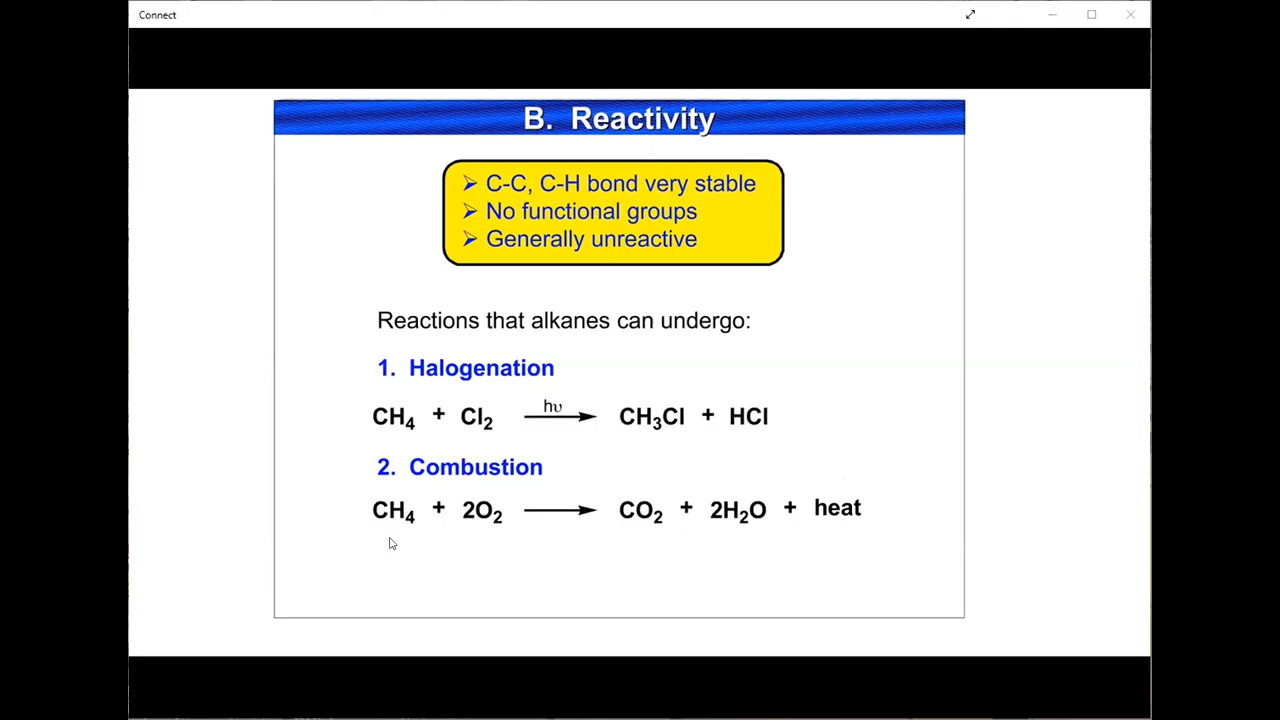 Connect
B. Reactivity
➢ C-C, C-H bond very stable
➢ No functional groups
➢ Generally unreactive
Reactions that alkanes can undergo:
1. Halogenation
CH₄ + Cl₂ hυ → CH₃Cl + HCl
2. Combustion
CH₄ + 2O₂ → CO₂ + 2H₂O + heat